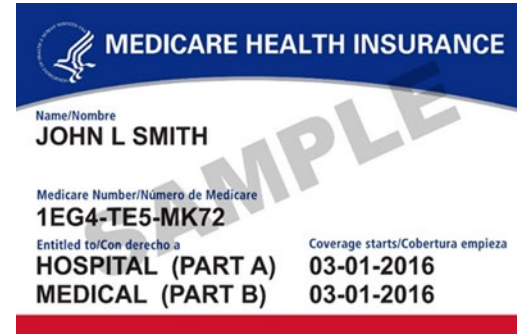 MEDICARE HEALTH INSURANCE
Name/Nombre
JOHN L SMITH
Medicare Number/Número de Medicare
1EG4-TE5-MK72
Entitled to/Con derecho a Coverage starts/Cobertura empieza
HOSPITAL (PART A) 03-01-2016
MEDICAL (PART B) 03-01-2016
SAMPLE